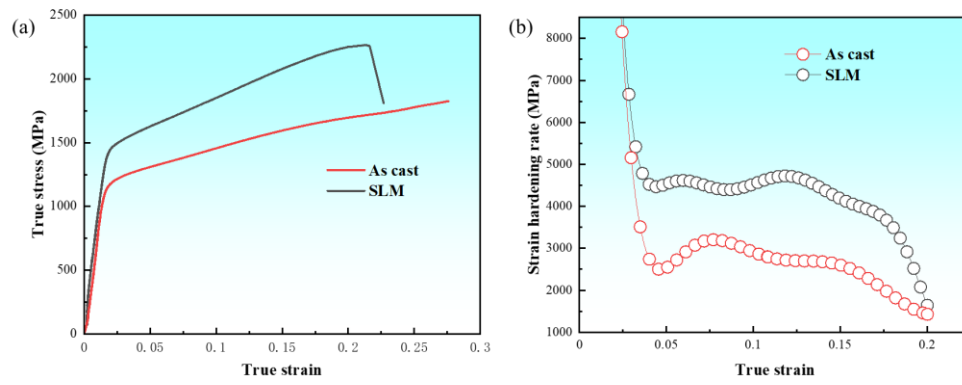 (a)
2500
2000
1500
1000
500
0
True stress (MPa)
As cast
SLM
0
0.05
0.1
0.15
0.2
0.25
0.3
True strain
(b)
8000
7000
6000
5000
4000
3000
2000
1000
Strain hardening rate (MPa)
As cast
SLM
0
0.05
0.1
0.15
0.2
True strain